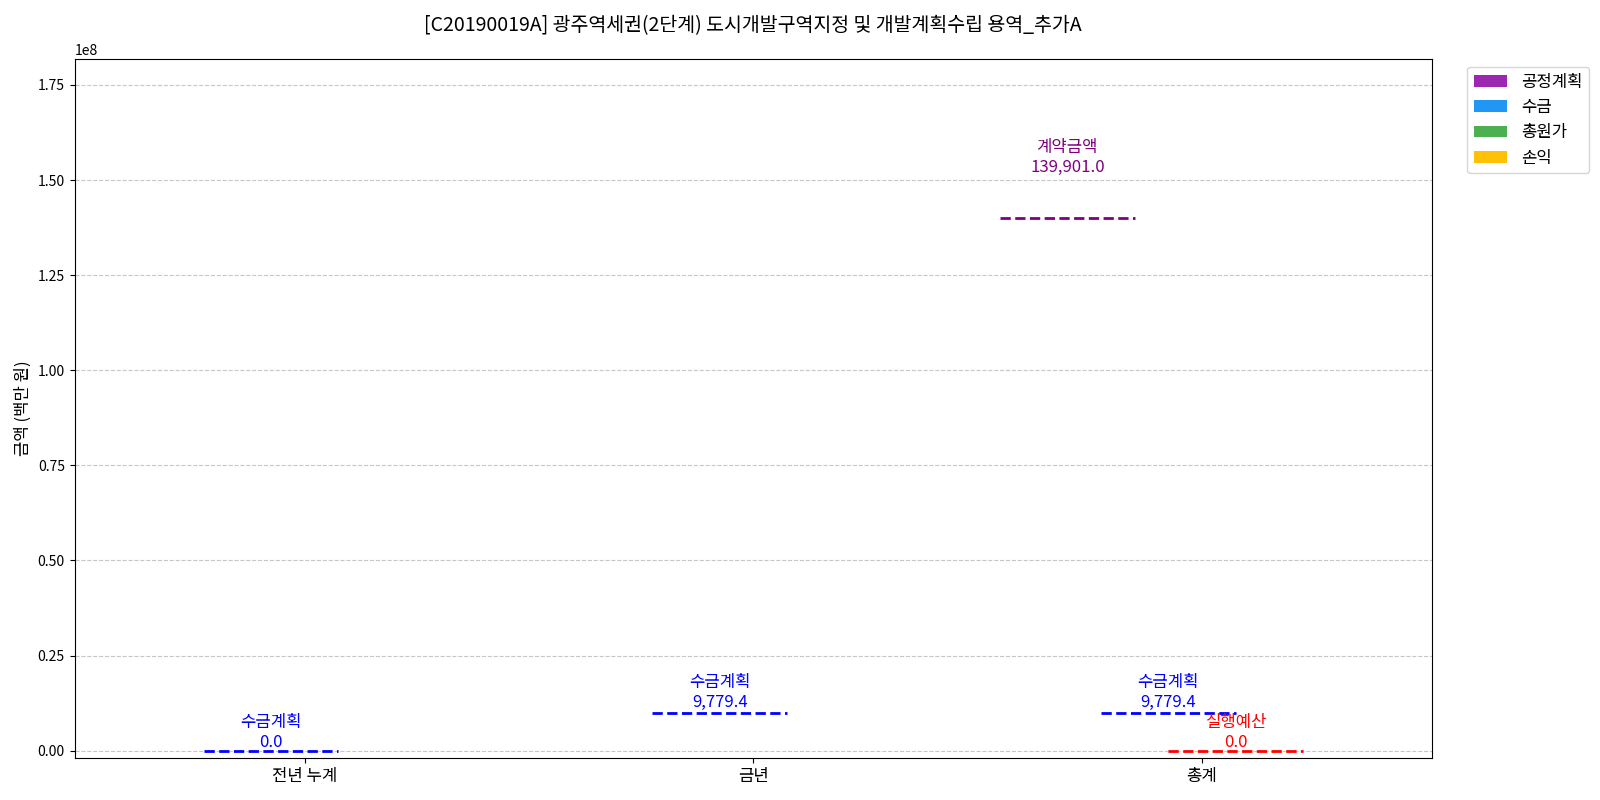 [C20190019A] 광주역세권(2단계) 도시개발구역지정 및 개발계획수립 용역_추가A
1e8
1.75
1.50
1.25
1.00
0.75
0.50
0.25
0.00
금액 (백만 원)
계약금액
139,901.0
수금계획
0.0
수금계획
9,779.4
수금계획
9,779.4
실행예산
0.0
전년 누계
금년
총계
공정계획
수금
총원가
손익